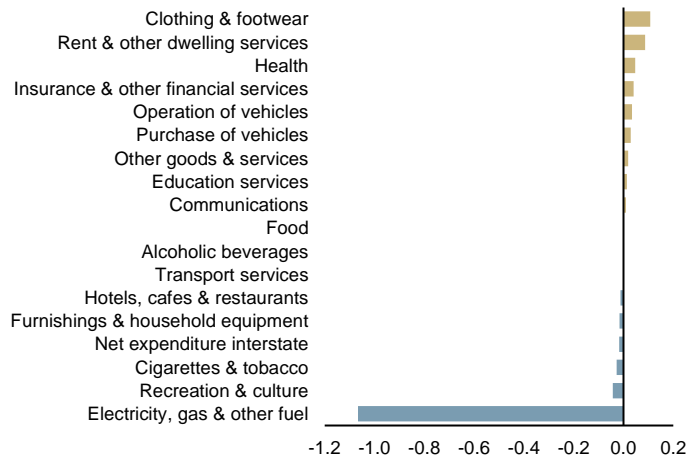 Clothing & footwear
Rent & other dwelling services
Health
Insurance & other financial services
Operation of vehicles
Purchase of vehicles
Other goods & services
Education services
Communications
Food
Alcoholic beverages
Transport services
Hotels, cafes & restaurants
Furnishings & household equipment
Net expenditure interstate
Cigarettes & tobacco
Recreation & culture
Electricity, gas & other fuel
-1.2 -1.0 -0.8 -0.6 -0.4 -0.2 0.0 0.2